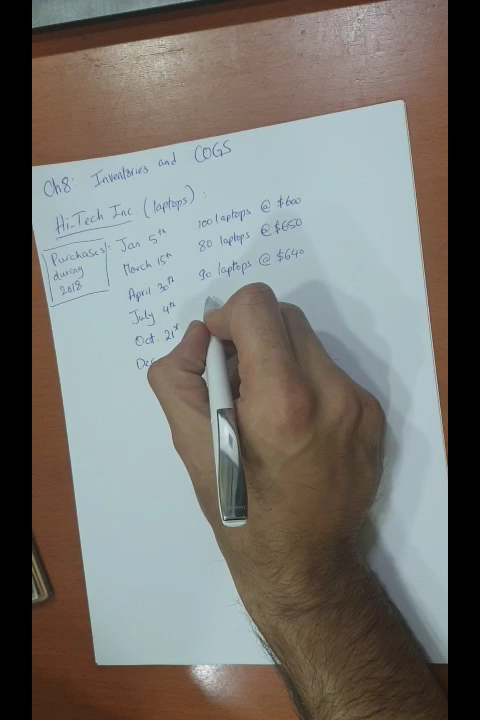 Ch8: Inventories and COGS
Hi-Tech Inc (laptops):
Purchases: during 2018
Jan 5th 100 laptops @ $600
March 15th 80 laptops @ $650
April 30th 90 laptops @ $640
July 4th
Oct. 21st